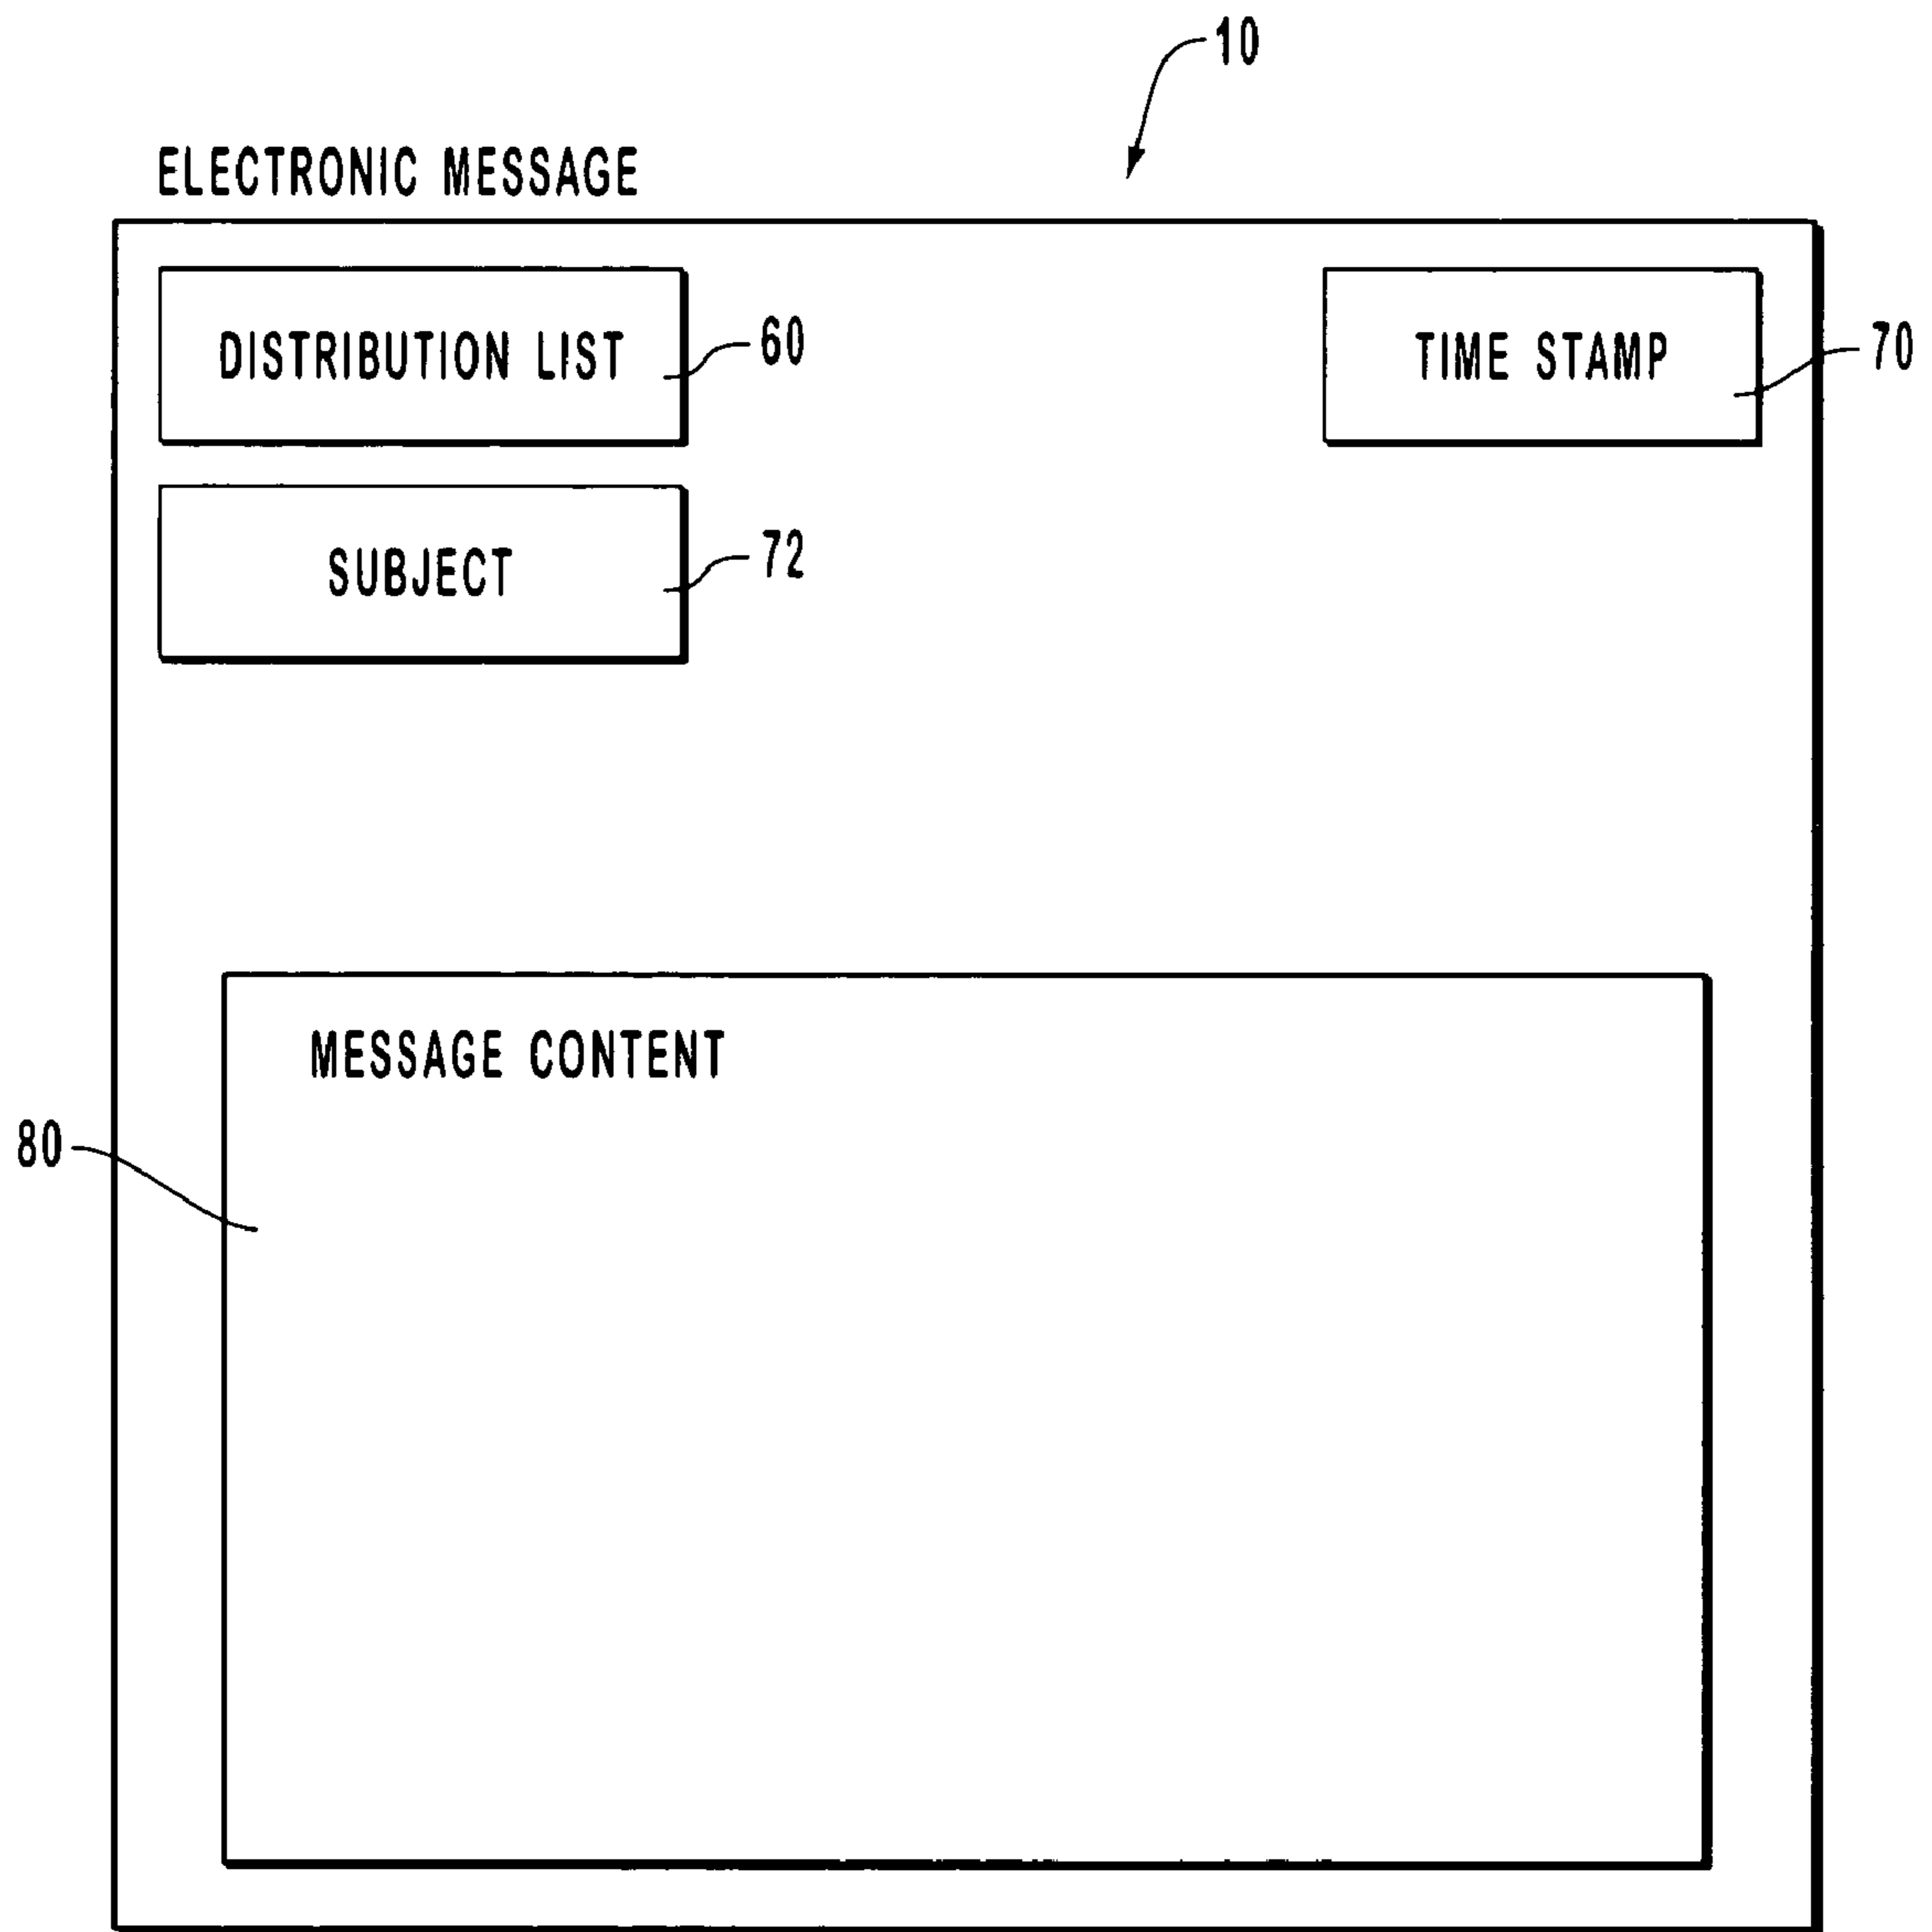 10
ELECTRONIC MESSAGE
DISTRIBUTION LIST
60
TIME STAMP
70
SUBJECT
72
MESSAGE CONTENT
80